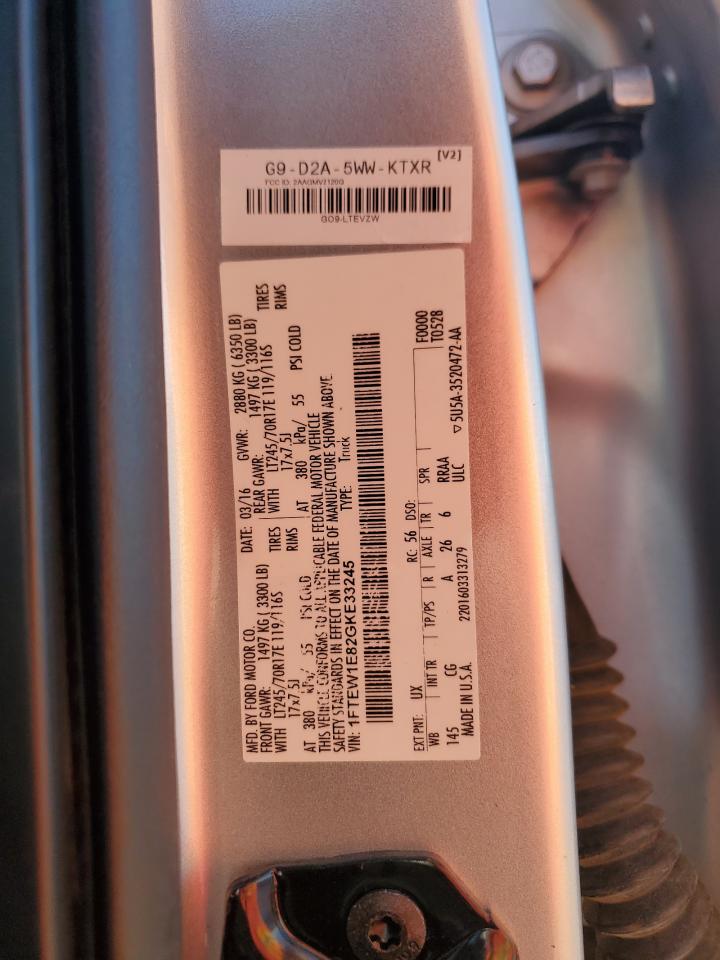 G9-D2A-5WW-KTXR [V2]
FCC ID: 2AAGMV2120G
GO9-LTEVZW
MFD. BY FORD MOTOR CO. DATE: 03/16 GVWR: 2880 KG ( 6350 LB)
FRONT GAWR: 1497 KG ( 3300 LB) REAR GAWR: 1497 KG ( 3300 LB)
WITH LT245/70R17E 119/116S TIRES WITH LT245/70R17E 119/116S TIRES
17x7.5J RIMS 17x7.5J RIMS
AT 380 kPa/ 55 PSI COLD AT 380 kPa/ 55 PSI COLD
THIS VEHICLE CONFORMS TO ALL APPLICABLE FEDERAL MOTOR VEHICLE
SAFETY STANDARDS IN EFFECT ON THE DATE OF MANUFACTURE SHOWN ABOVE.
VIN: 1FTEW1E82GKE33245 TYPE: Truck
EXT PNT: UX RC: 56 DSO: F0000
WB INT TR TP/PS R AXLE TR SPR T0528
145 CG A 26 6 RRAA
ULC
MADE IN U.S.A. 2201603313279 ▽5U5A-3520472-AA